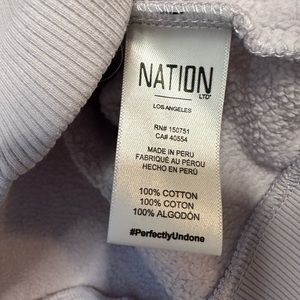 NATION
LTD
LOS ANGELES
RN# 150751
CA# 40554
MADE IN PERU
FABRIQUÉ AU PÉROU
HECHO EN PERÚ
100% COTTON
100% COTON
100% ALGODÓN
#PerfectlyUndone